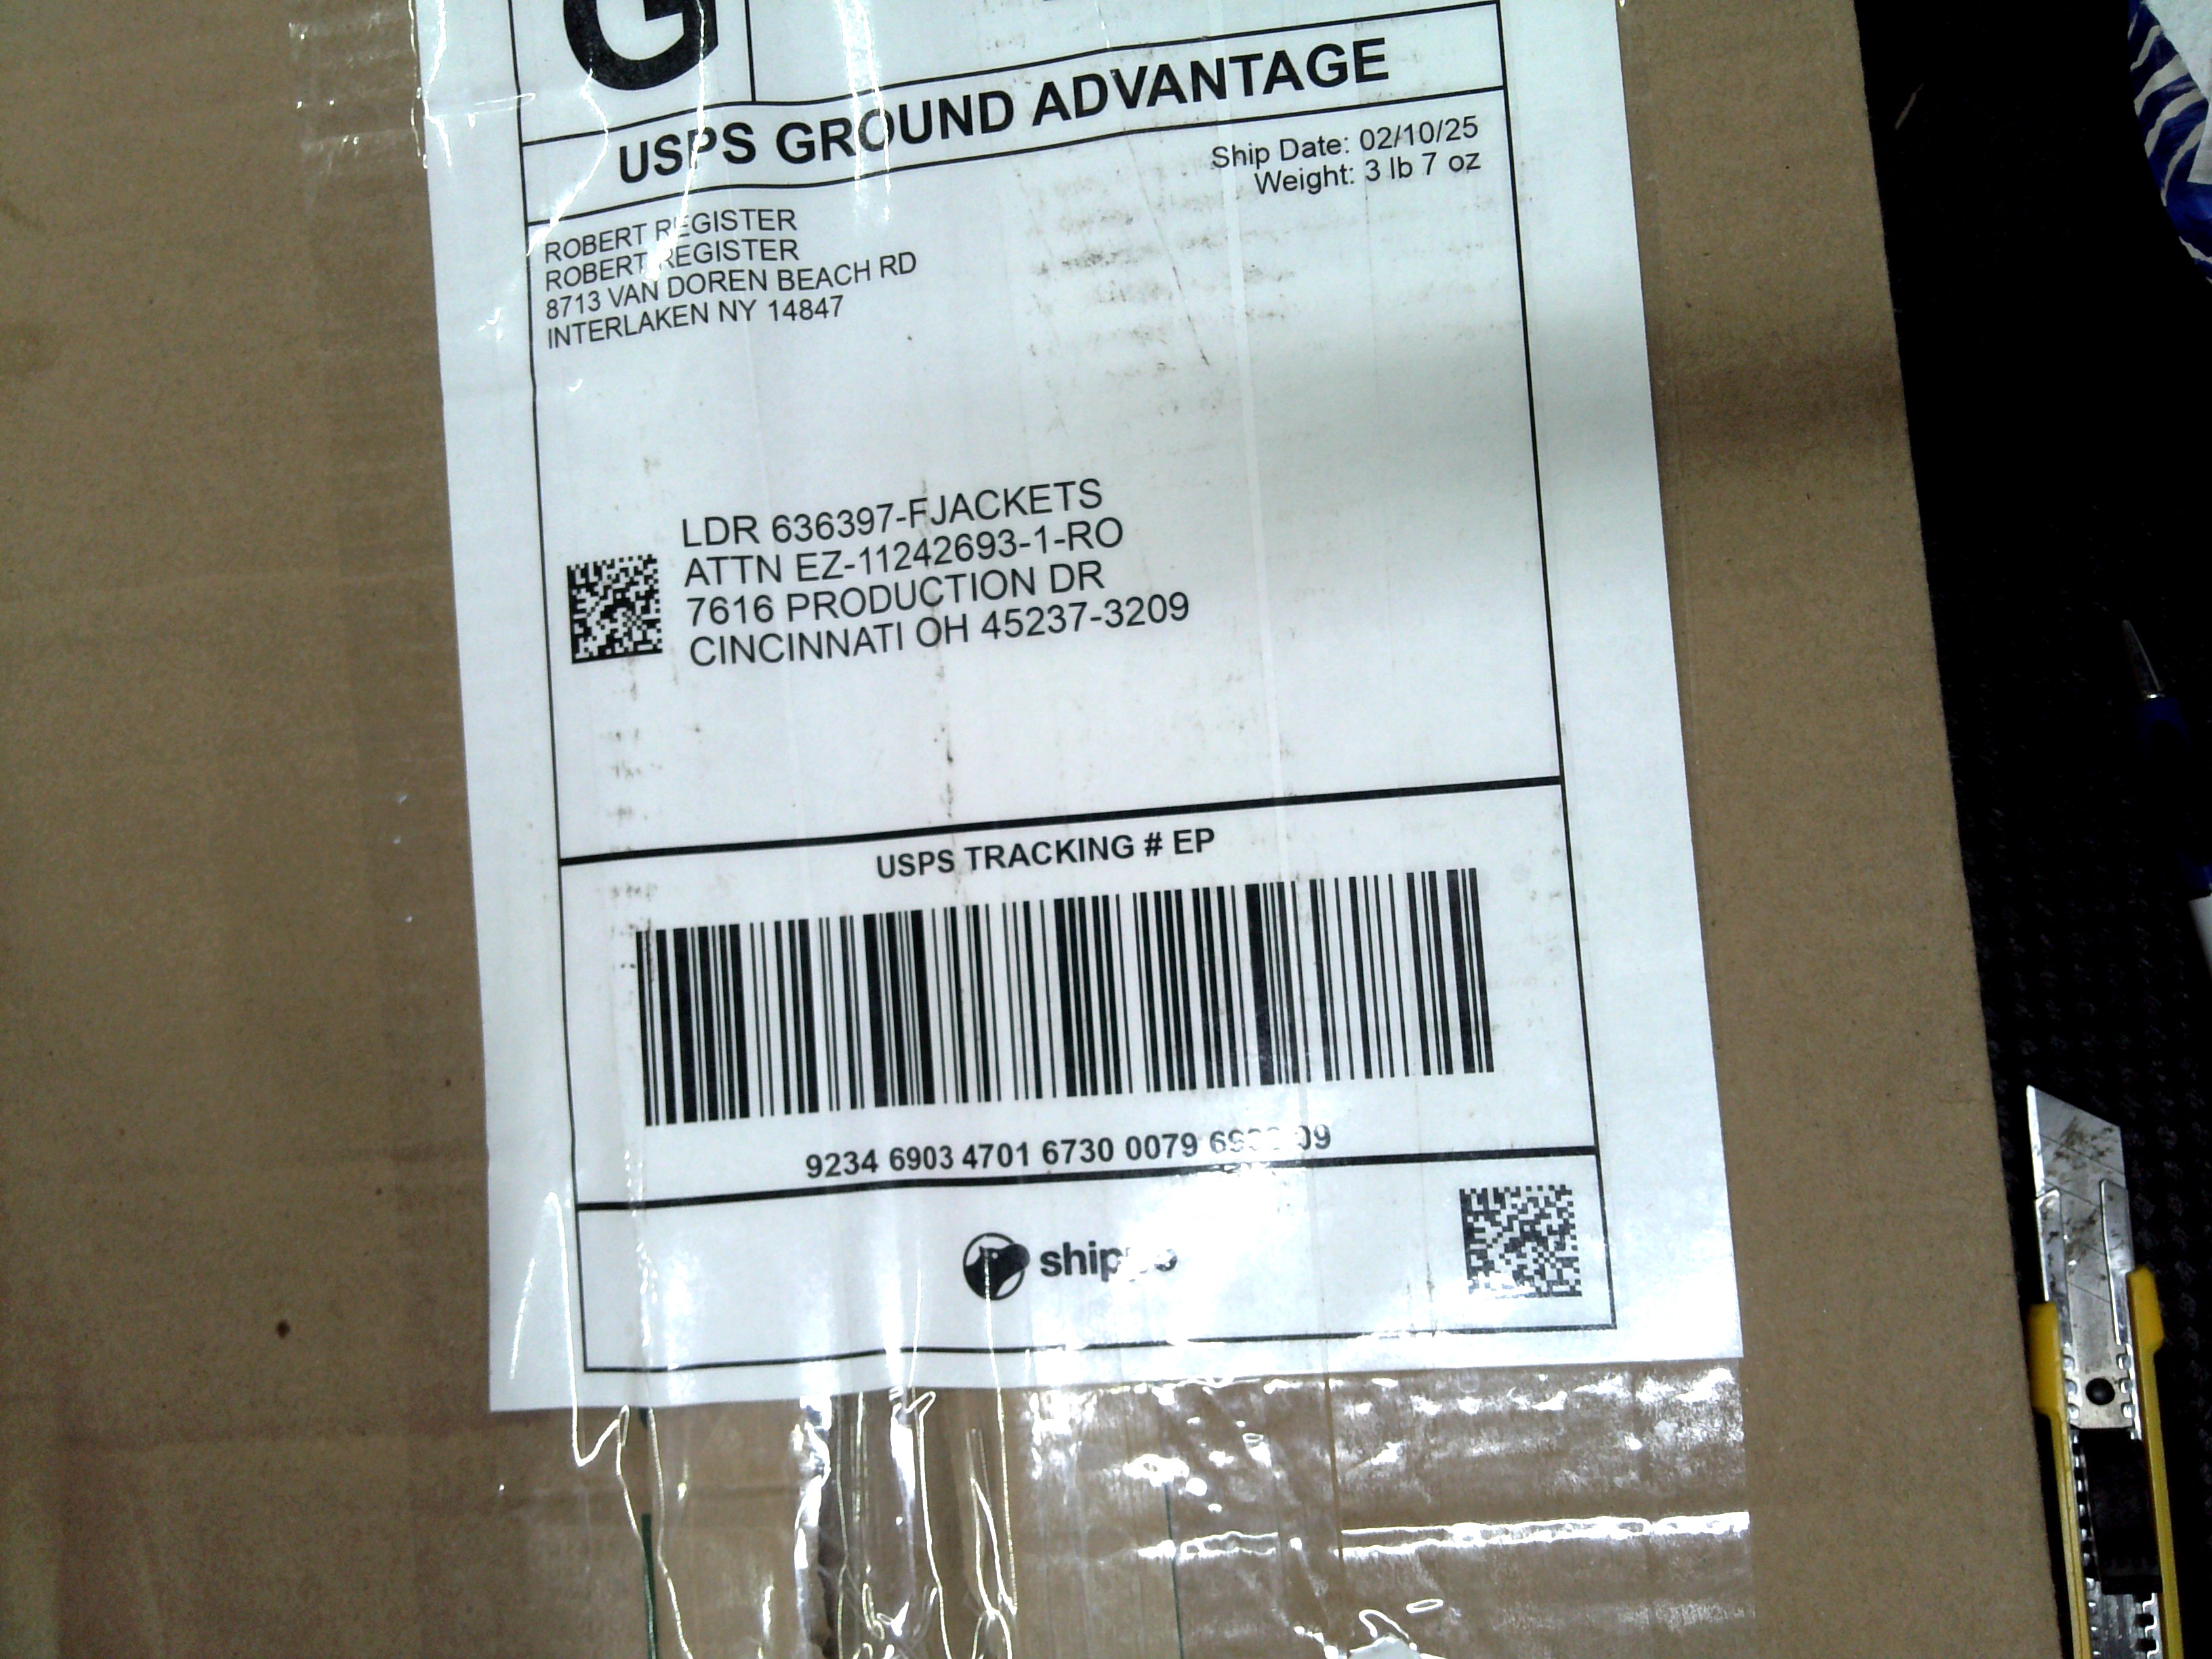 G
USPS GROUND ADVANTAGE
Ship Date: 02/10/25
Weight: 3 lb 7 oz
ROBERT REGISTER
ROBERT REGISTER
8713 VAN DOREN BEACH RD
INTERLAKEN NY 14847
LDR 636397-FJACKETS
ATTN EZ-11242693-1-RO
7616 PRODUCTION DR
CINCINNATI OH 45237-3209
USPS TRACKING # EP
9234 6903 4701 6730 0079 09
shippo